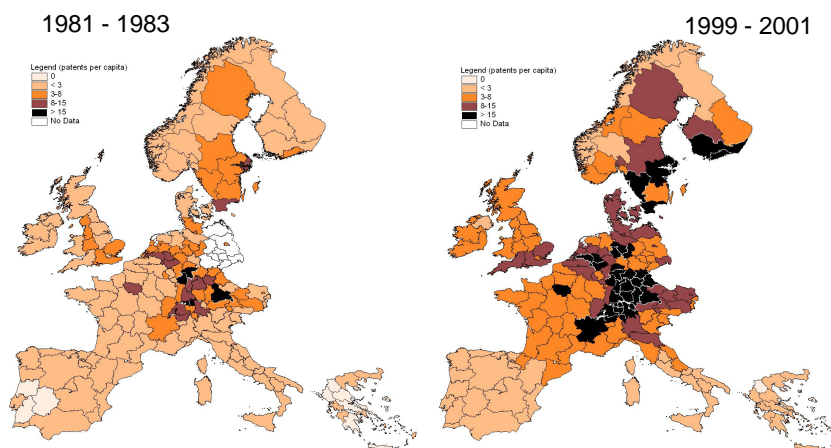 1981 - 1983
Legend (patents per capita)
0
< 3
3-8
8-15
> 15
No Data
1999 - 2001
Legend (patents per capita)
0
< 3
3-8
8-15
> 15
No Data